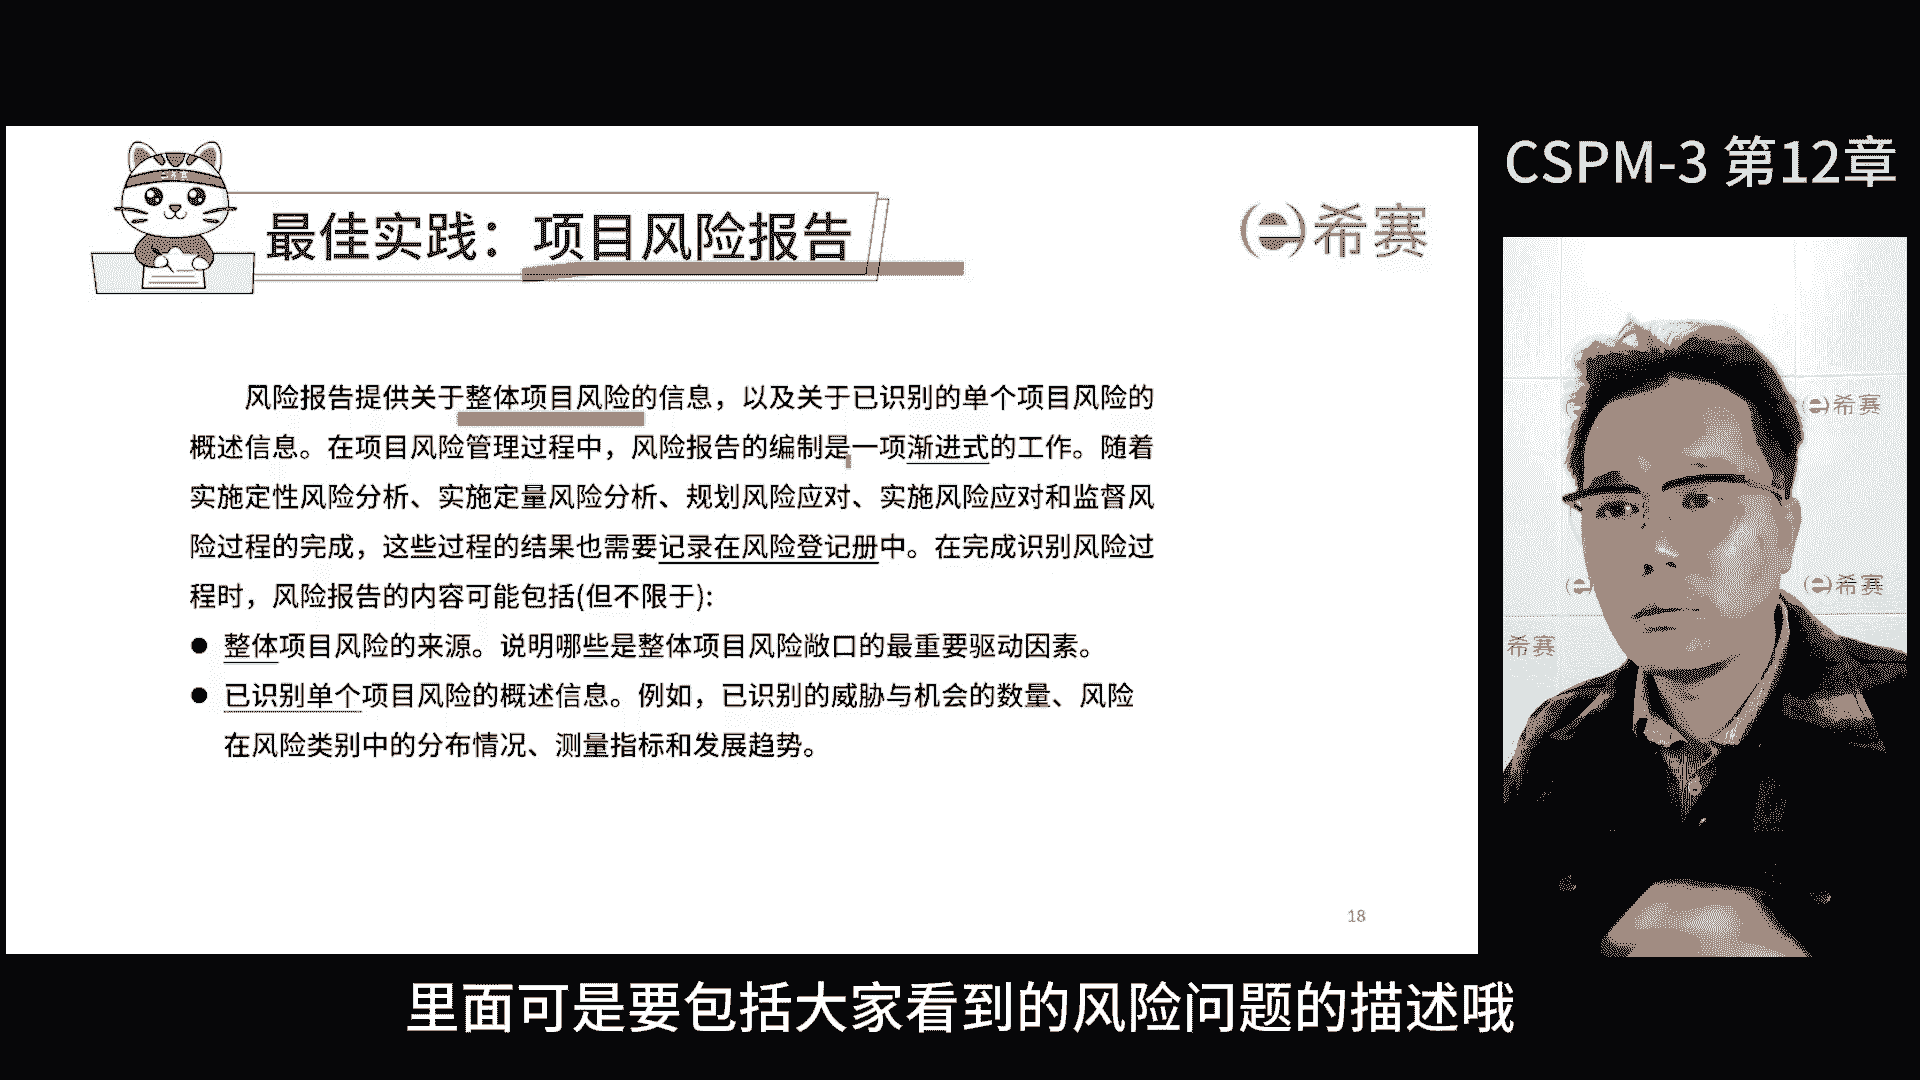 CSPM-3 第12章
最佳实践：项目风险报告
希赛
风险报告提供关于整体项目风险的信息，以及关于已识别的单个项目风险的
概述信息。在项目风险管理过程中，风险报告的编制是一项渐进式的工作。随着
实施定性风险分析、实施定量风险分析、规划风险应对、实施风险应对和监督风
险过程的完成，这些过程的结果也需要记录在风险登记册中。在完成识别风险过
程时，风险报告的内容可能包括(但不限于):
● 整体项目风险的来源。说明哪些是整体项目风险敞口的最重要驱动因素。
● 已识别单个项目风险的概述信息。例如，已识别的威胁与机会的数量、风险
在风险类别中的分布情况、测量指标和发展趋势。
18
希赛
希赛
希赛
里面可是要包括大家看到的风险问题的描述哦